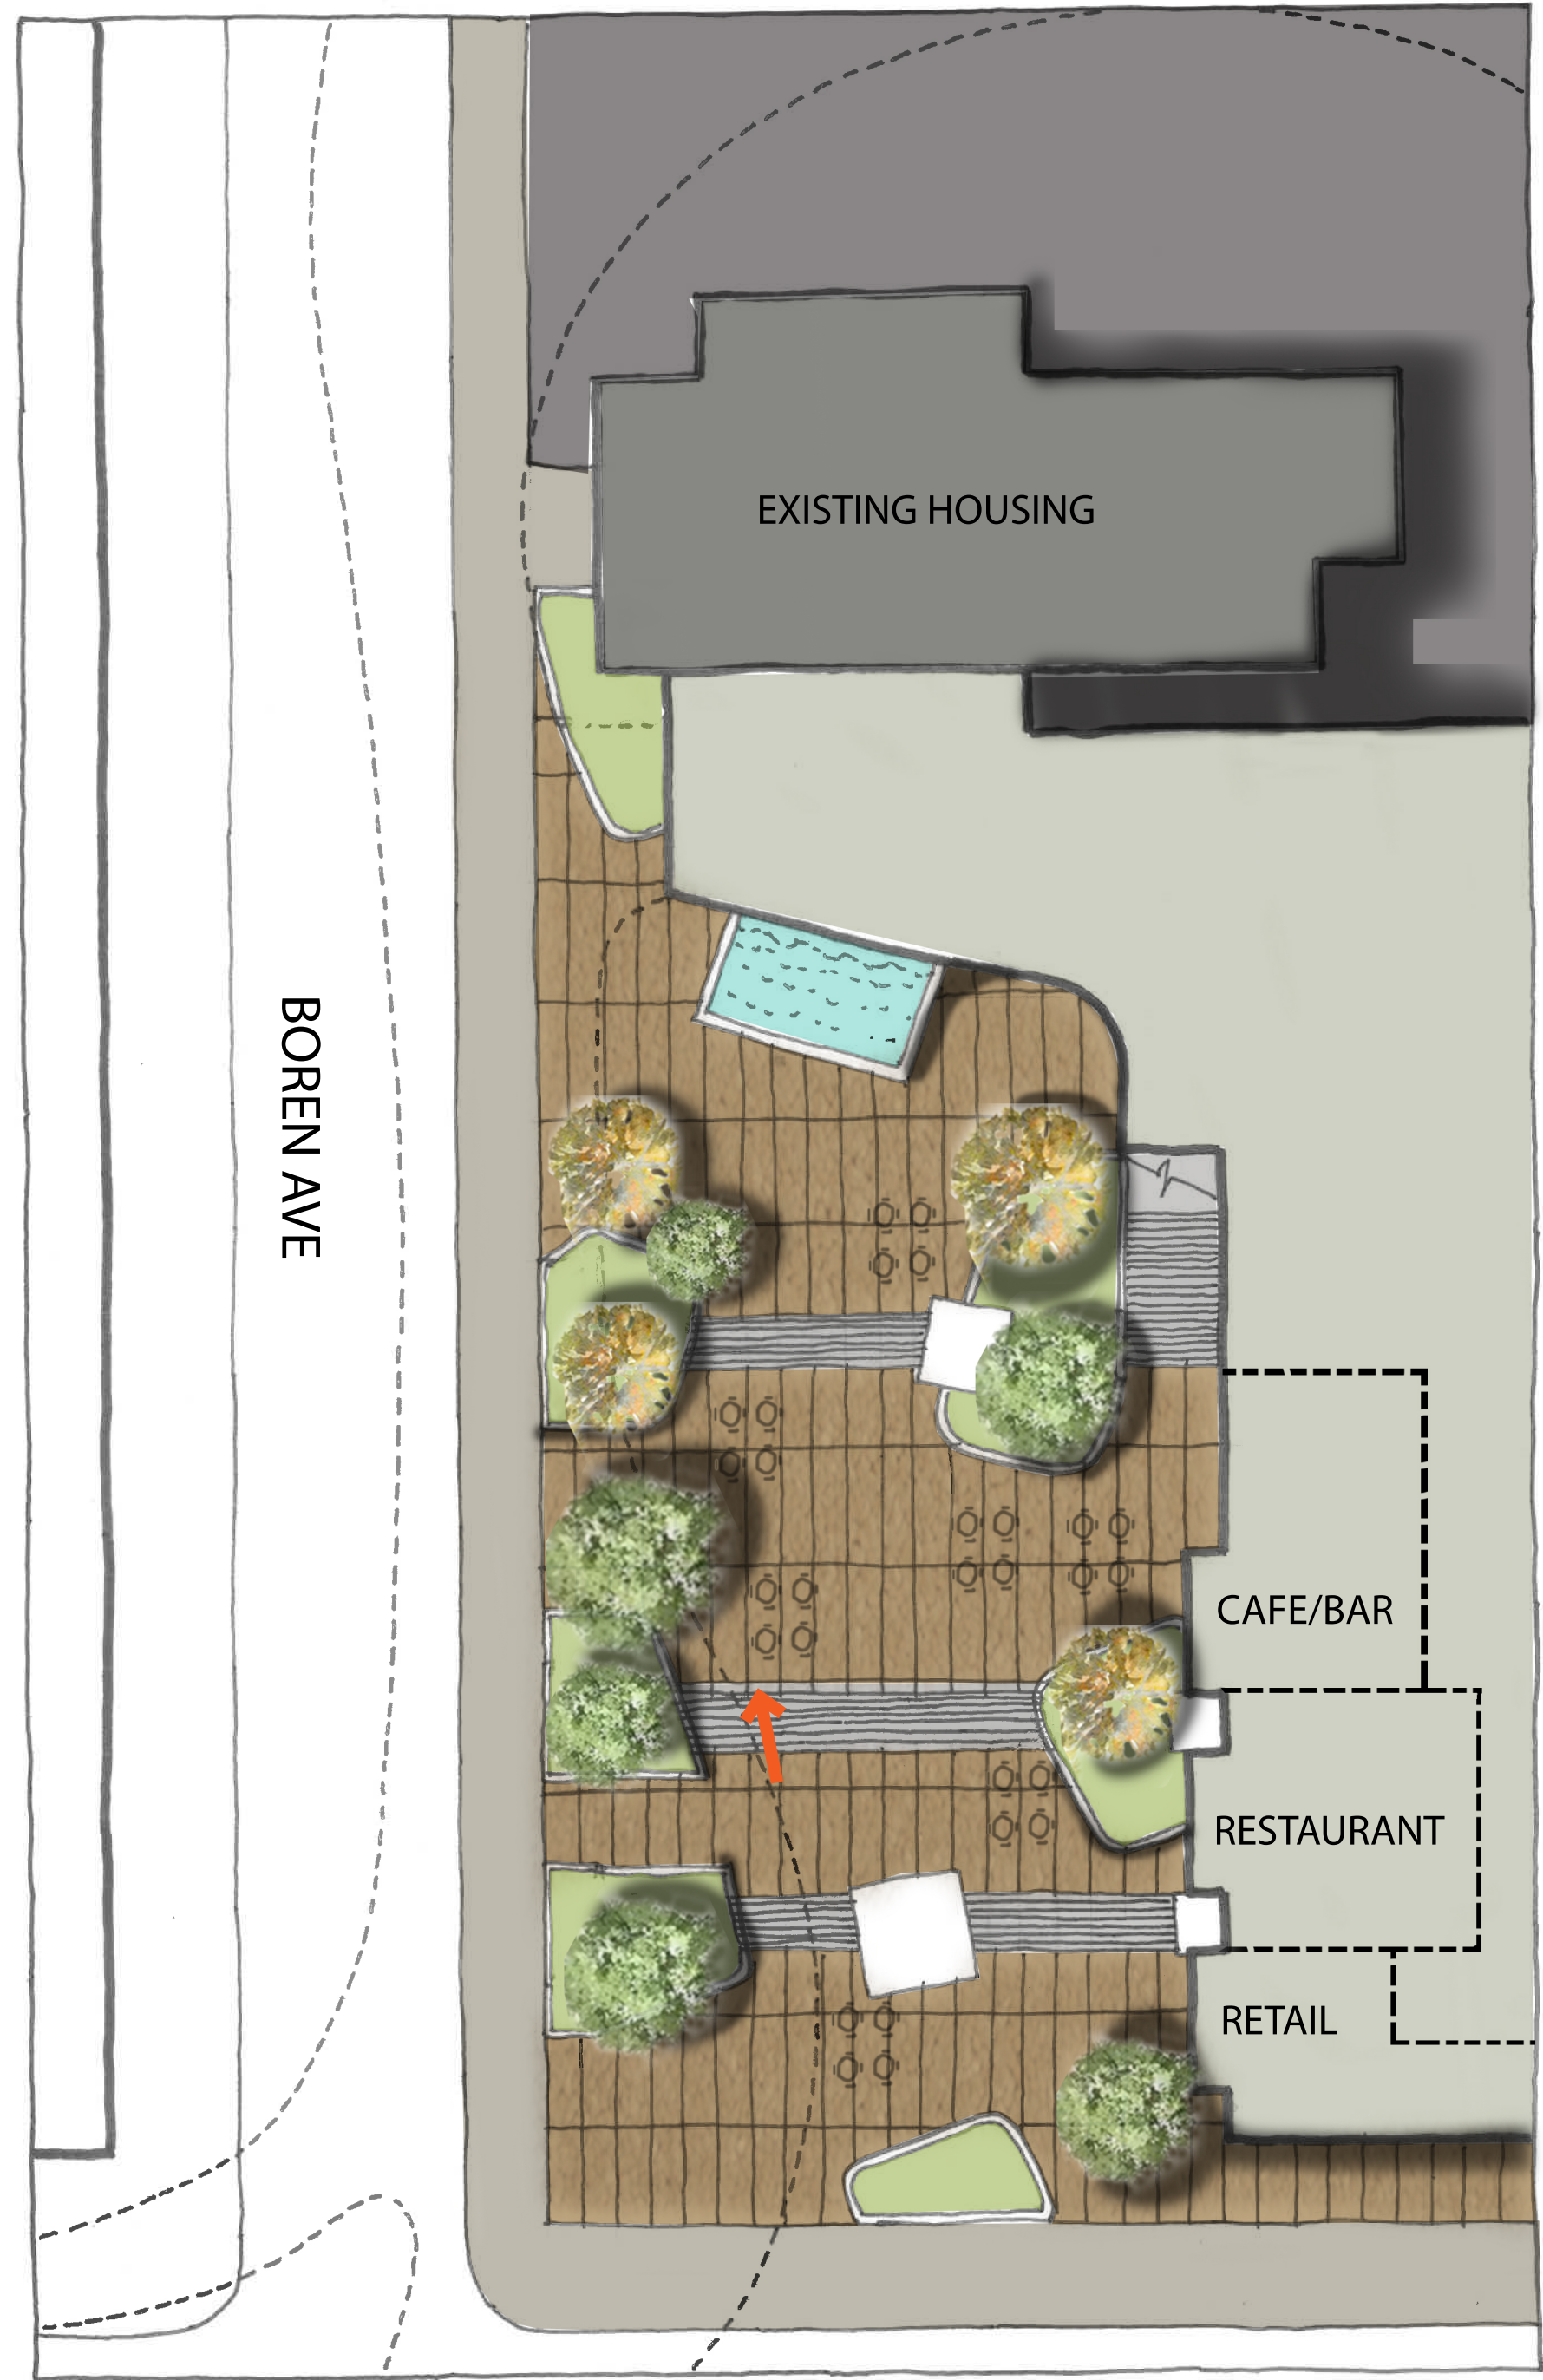 EXISTING HOUSING
BOREN AVE
CAFE/BAR
RESTAURANT
RETAIL